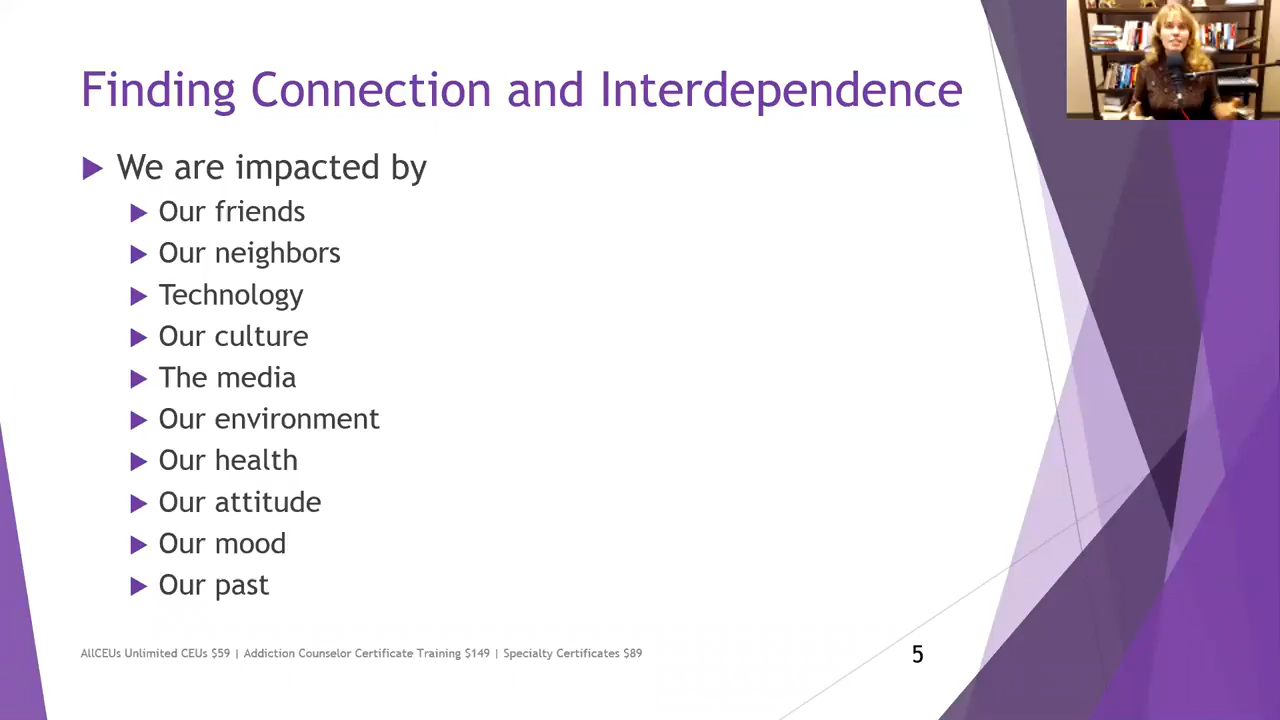 Finding Connection and Interdependence
We are impacted by
Our friends
Our neighbors
Technology
Our culture
The media
Our environment
Our health
Our attitude
Our mood
Our past
AllCEUs Unlimited CEUs $59 | Addiction Counselor Certificate Training $149 | Specialty Certificates $89
5